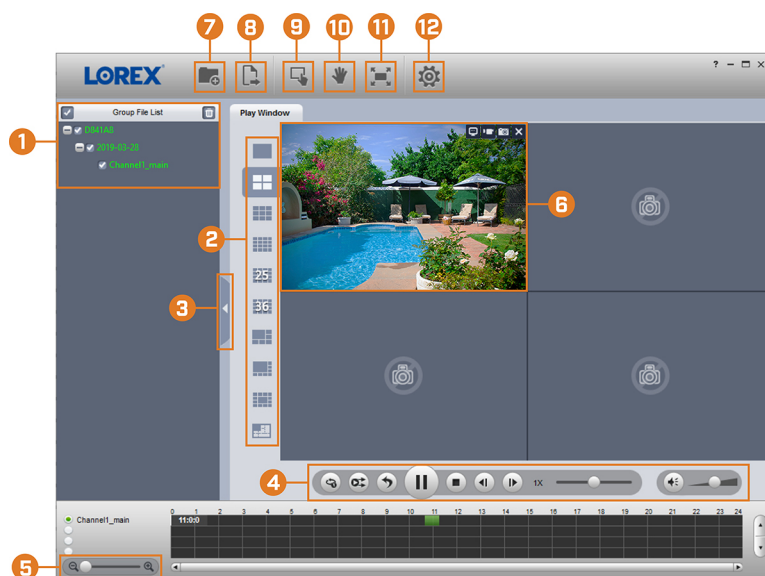 7 8 9 10 11 12
LOREX
? – □ ×
Group File List
Play Window
1
D841A8
2019-03-28
Channel1_main
2
25
36
3
6
4
1X
Channel1_main
0 1 2 3 4 5 6 7 8 9 10 11 12 13 14 15 16 17 18 19 20 21 22 23 24
11:0:0
5